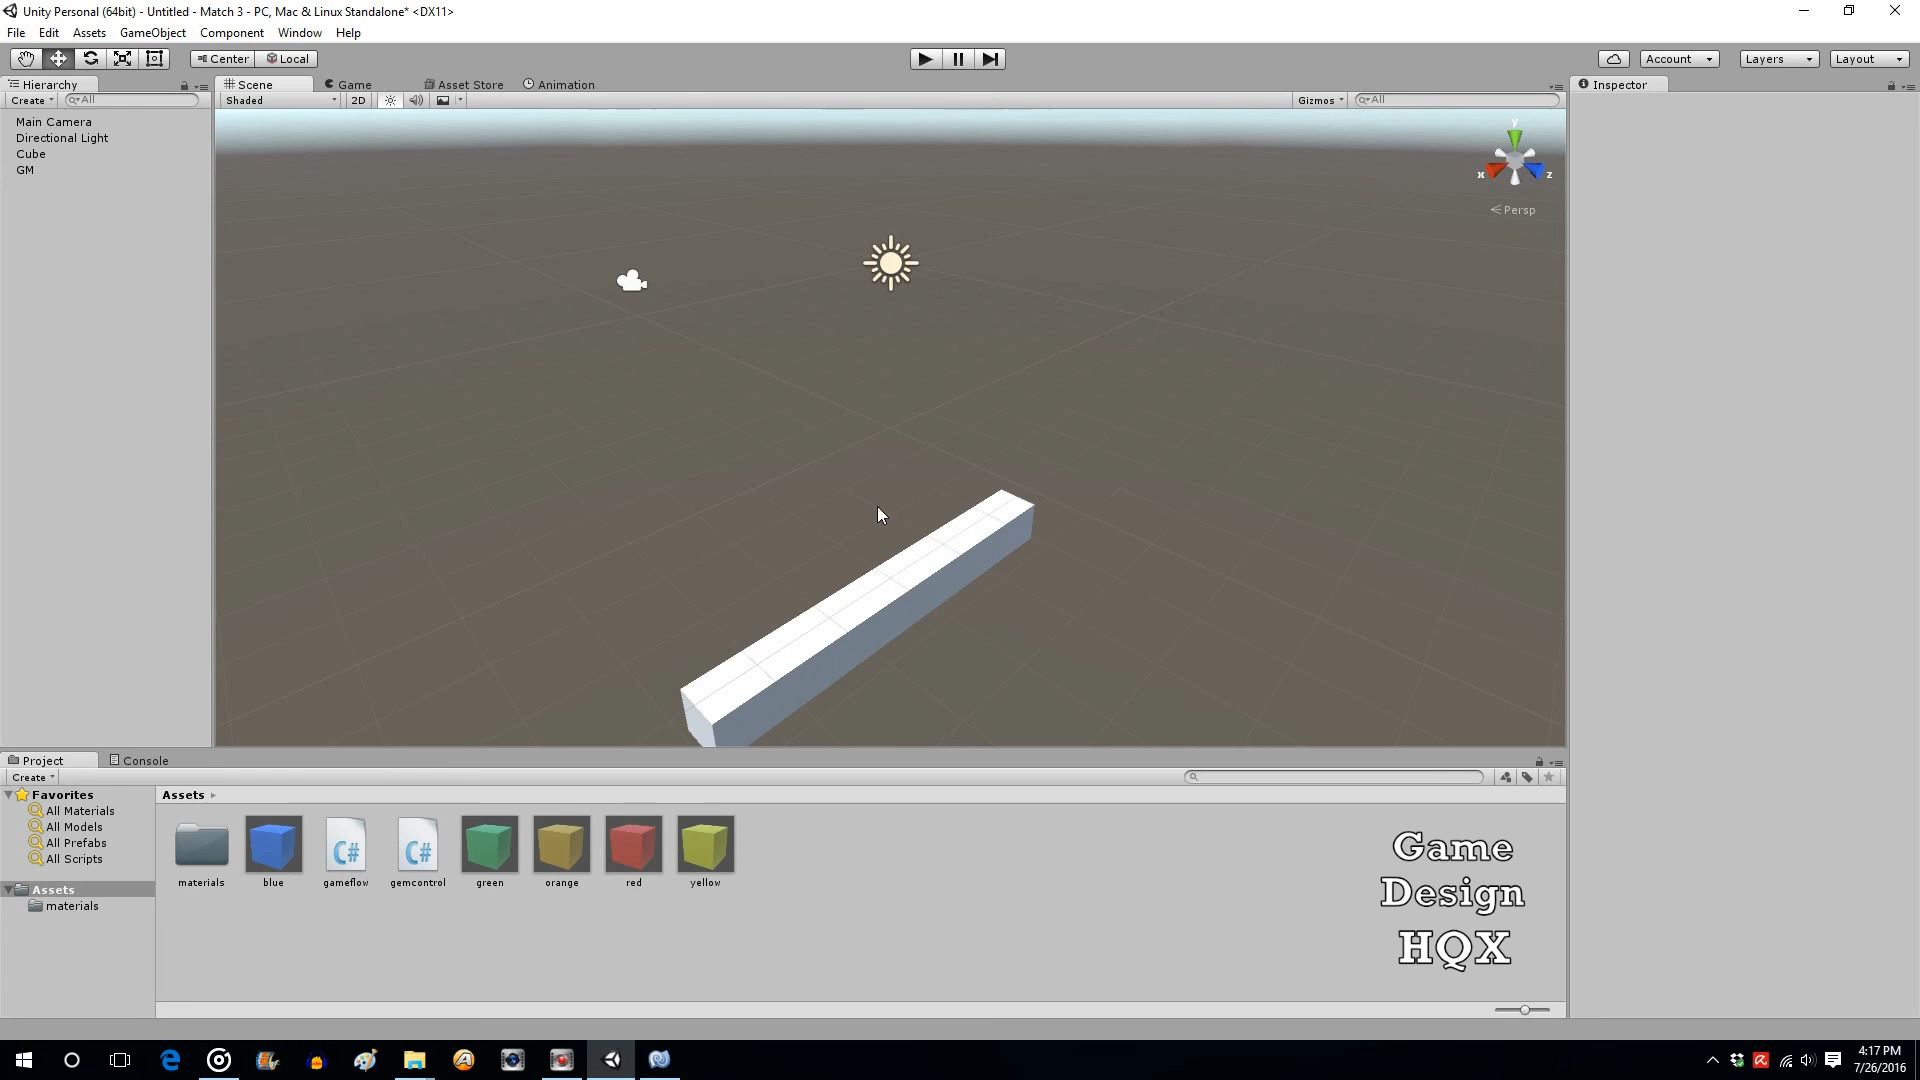 Unity Personal (64bit) - Untitled - Match 3 - PC, Mac & Linux Standalone* <DX11>
File Edit Assets GameObject Component Window Help
Center Local Account Layers Layout
Hierarchy Scene Game Asset Store Animation Inspector
Create All Shaded 2D Gizmos All
Main Camera
Directional Light
Cube
GM
y
x z
Persp
Project Console
Create
Favorites
All Materials
All Models
All Prefabs
All Scripts
Assets
materials
Assets
C# C#
materials blue gameflow gemcontrol green orange red yellow
Game
Design
HQX
4:17 PM
7/26/2016